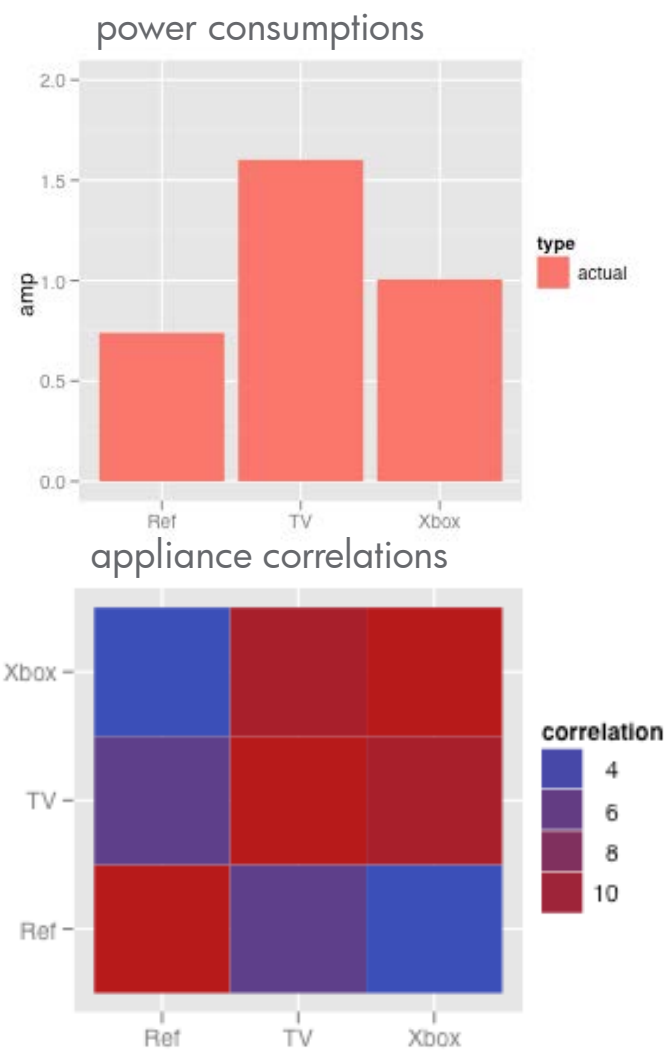 power consumptions
2.0
1.5
1.0
0.5
0.0
amp
Ref TV Xbox
type
actual
appliance correlations
Xbox
TV
Ref
Ref TV Xbox
correlation
4
6
8
10